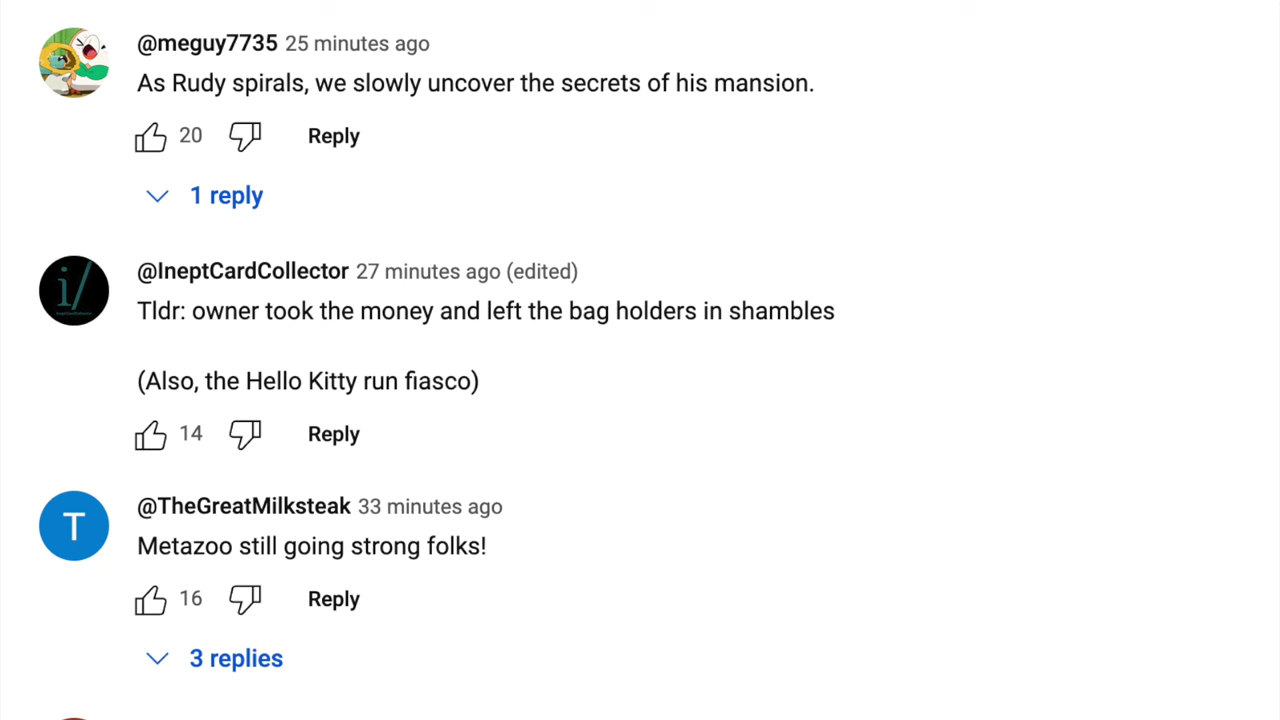 @meguy7735 25 minutes ago
As Rudy spirals, we slowly uncover the secrets of his mansion.
20 Reply
1 reply
i/
@IneptCardCollector 27 minutes ago (edited)
Tldr: owner took the money and left the bag holders in shambles
(Also, the Hello Kitty run fiasco)
14 Reply
T
@TheGreatMilksteak 33 minutes ago
Metazoo still going strong folks!
16 Reply
3 replies